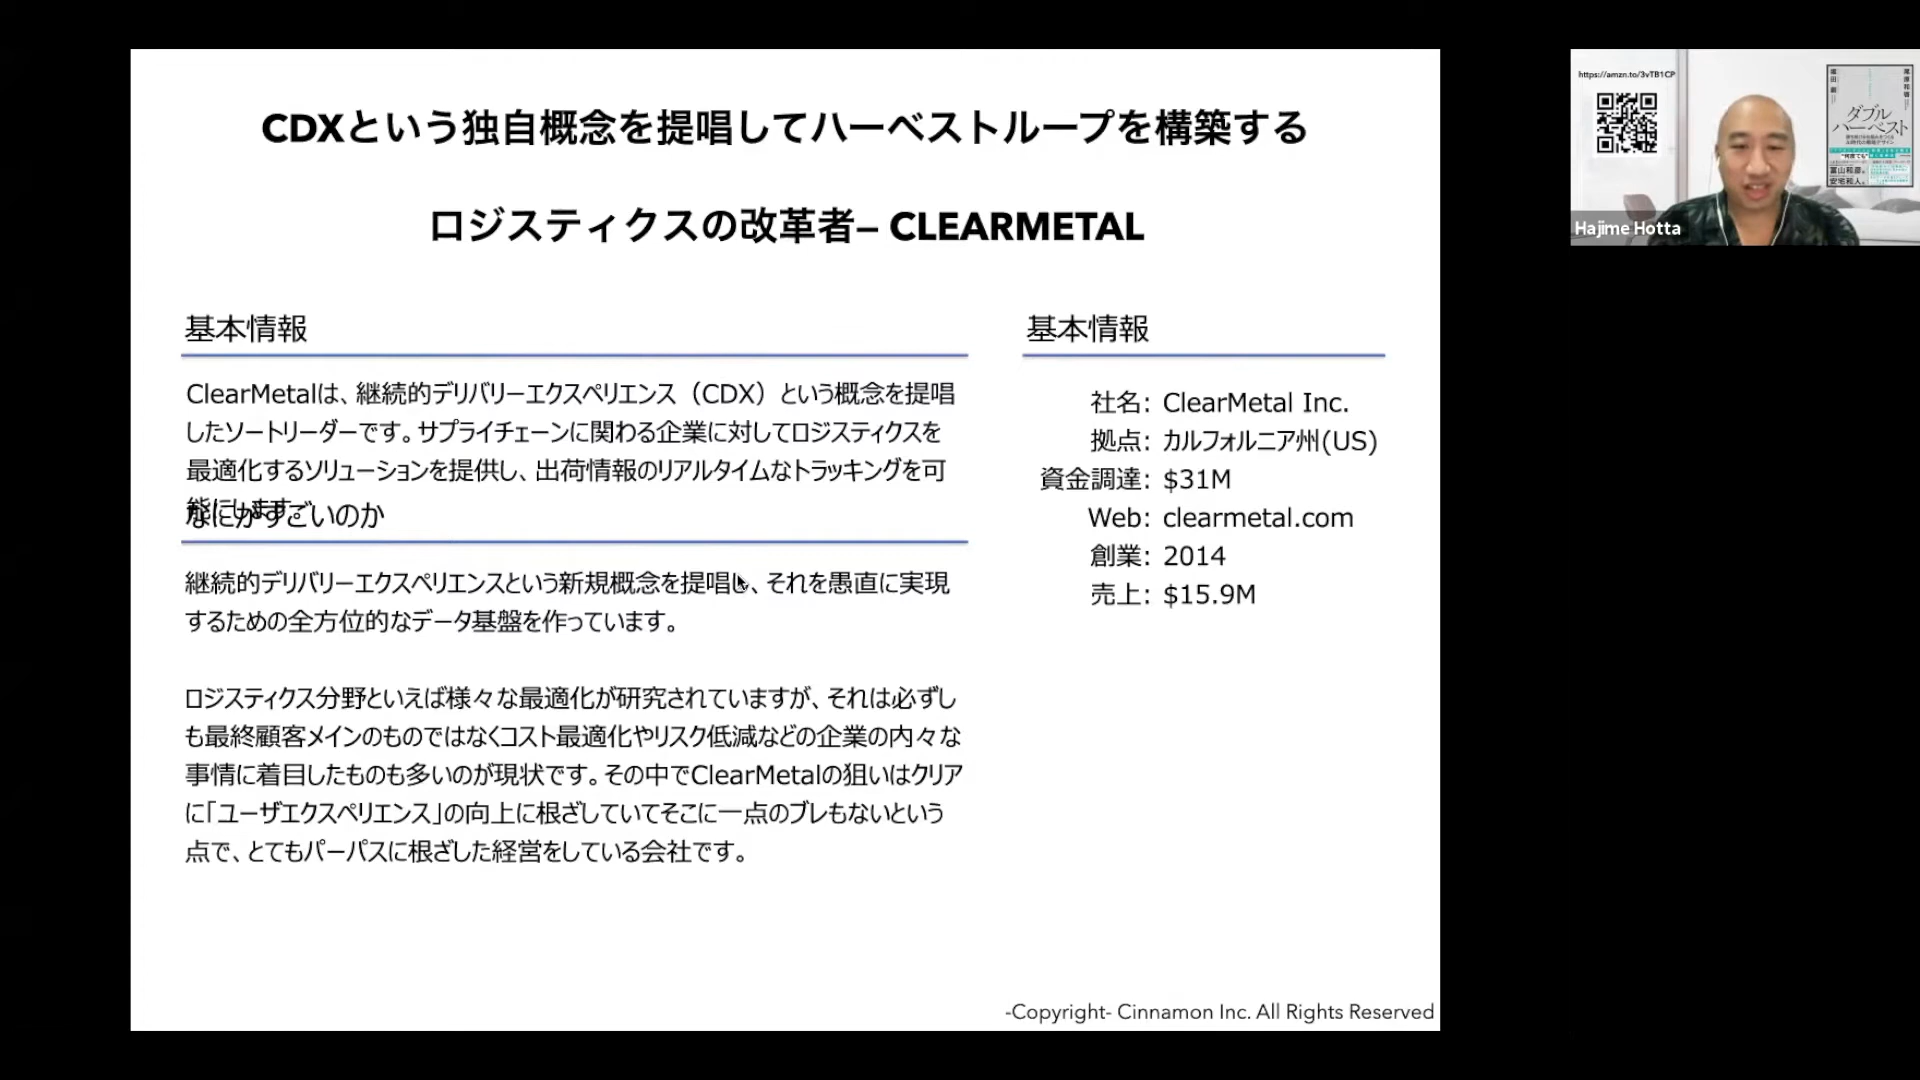 CDXという独自概念を提唱してハーベストループを構築する
ロジスティクスの改革者– CLEARMETAL
基本情報
ClearMetalは、継続的デリバリーエクスペリエンス（CDX）という概念を提唱
したソートリーダーです。サプライチェーンに関わる企業に対してロジスティクスを
最適化するソリューションを提供し、出荷情報のリアルタイムなトラッキングを可
能にします。
なにがすごいのか
継続的デリバリーエクスペリエンスという新規概念を提唱し、それを愚直に実現
するための全方位的なデータ基盤を作っています。
ロジスティクス分野といえば様々な最適化が研究されていますが、それは必ずし
も最終顧客メインのものではなくコスト最適化やリスク低減などの企業の内々な
事情に着目したものも多いのが現状です。その中でClearMetalの狙いはクリア
に「ユーザエクスペリエンス」の向上に根ざしていてそこに一点のブレもないという
点で、とてもパーパスに根ざした経営をしている会社です。
基本情報
社名: ClearMetal Inc.
拠点: カルフォルニア州(US)
資金調達: $31M
Web: clearmetal.com
創業: 2014
売上: $15.9M
-Copyright- Cinnamon Inc. All Rights Reserved
https://amzn.to/3vTB1CP
ダブル
ハーベスト
冨山和彦
安宅和人
Hajime Hotta